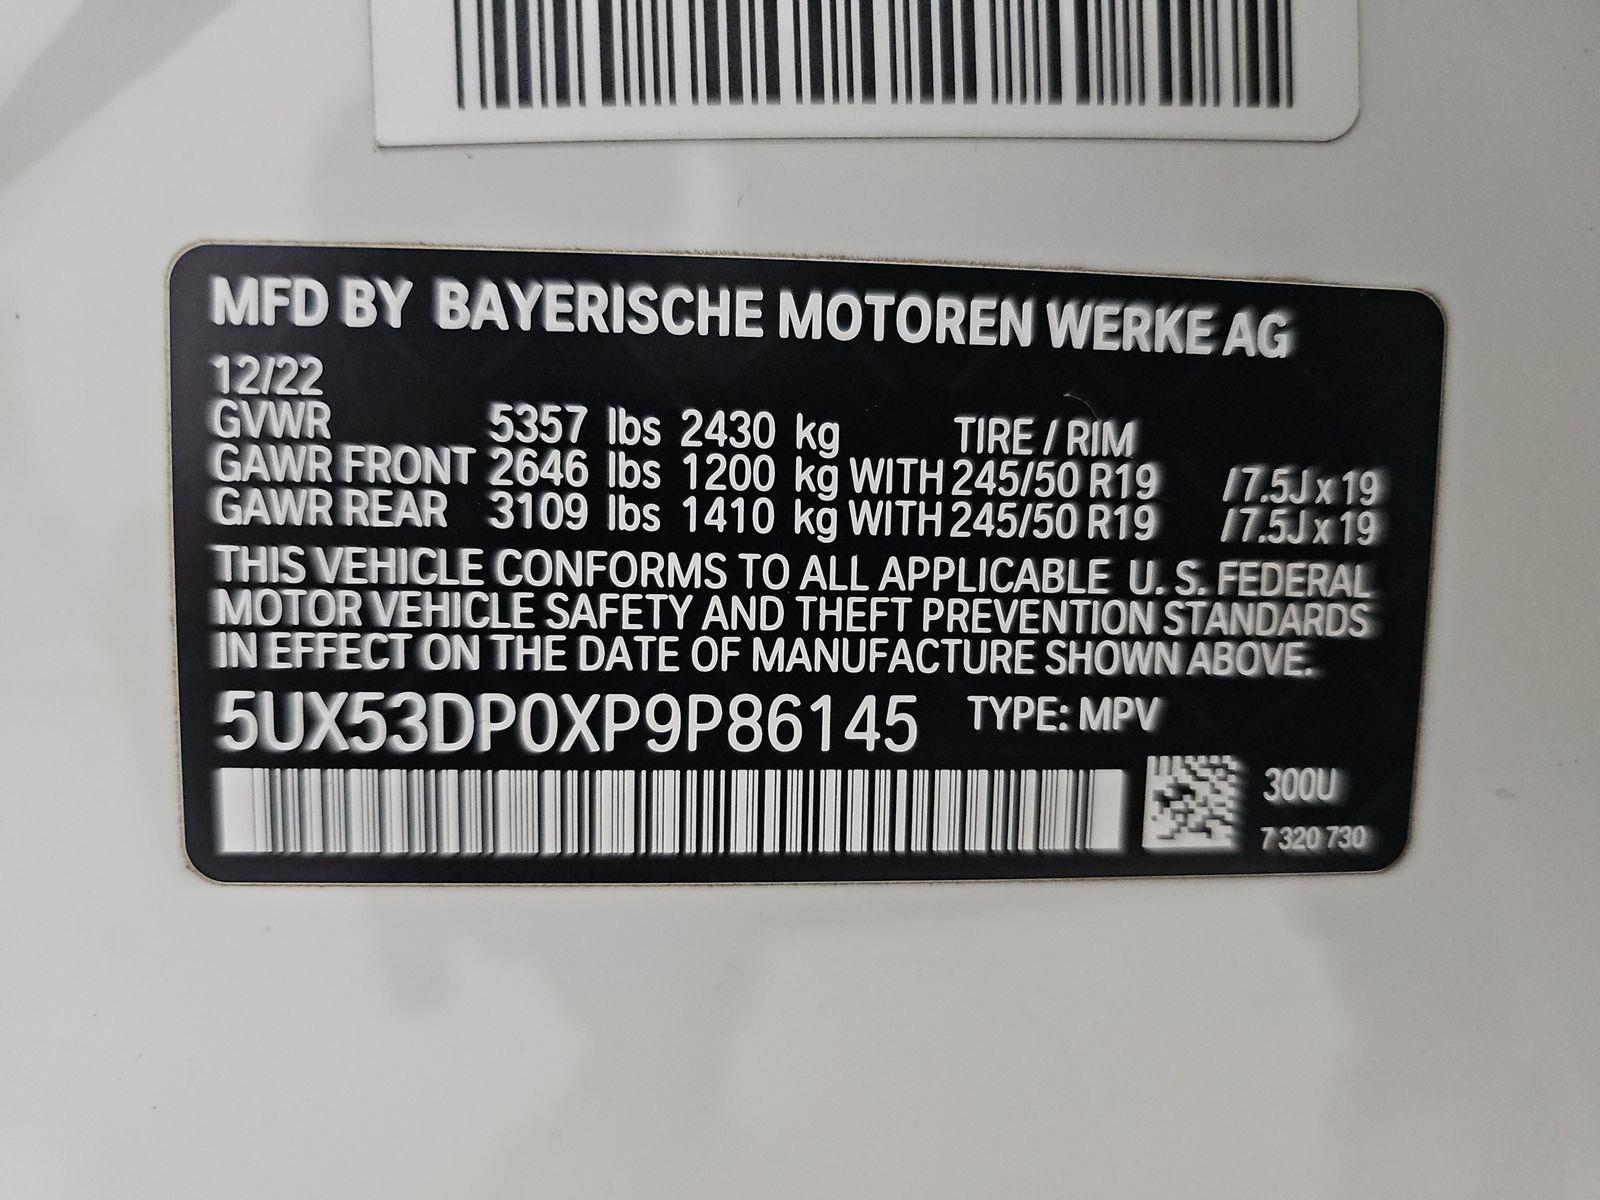 MFD BY BAYERISCHE MOTOREN WERKE AG
12/22
GVWR 5357 lbs 2430 kg TIRE / RIM
GAWR FRONT 2646 lbs 1200 kg WITH 245/50 R19 / 7.5J x 19
GAWR REAR 3109 lbs 1410 kg WITH 245/50 R19 / 7.5J x 19
THIS VEHICLE CONFORMS TO ALL APPLICABLE U. S. FEDERAL
MOTOR VEHICLE SAFETY AND THEFT PREVENTION STANDARDS
IN EFFECT ON THE DATE OF MANUFACTURE SHOWN ABOVE.
5UX53DP0XP9P86145 TYPE: MPV
300U
7 320 730